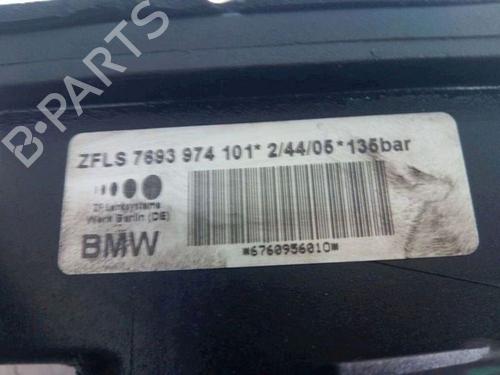 ZFLS 7693 974 101* 2/44/05*135bar
ZF Lenksysteme
Werk Berlin (DE)
BMW
*6760956010*
B-PARTS